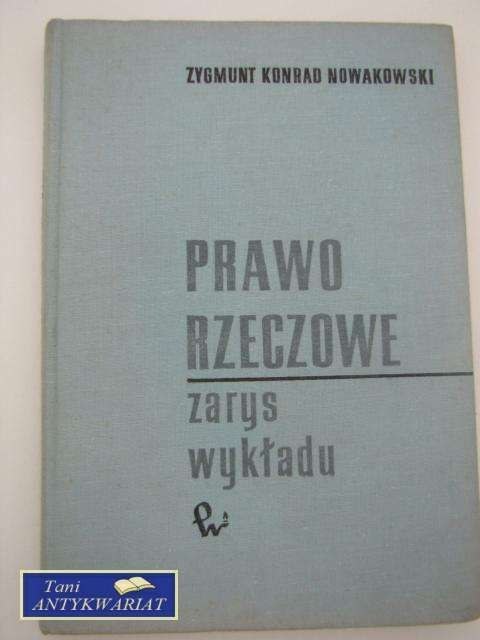 ZYGMUNT KONRAD NOWAKOWSKI
PRAWO
RZECZOWE
zarys
wykładu
Tani
ANTYKWARIAT